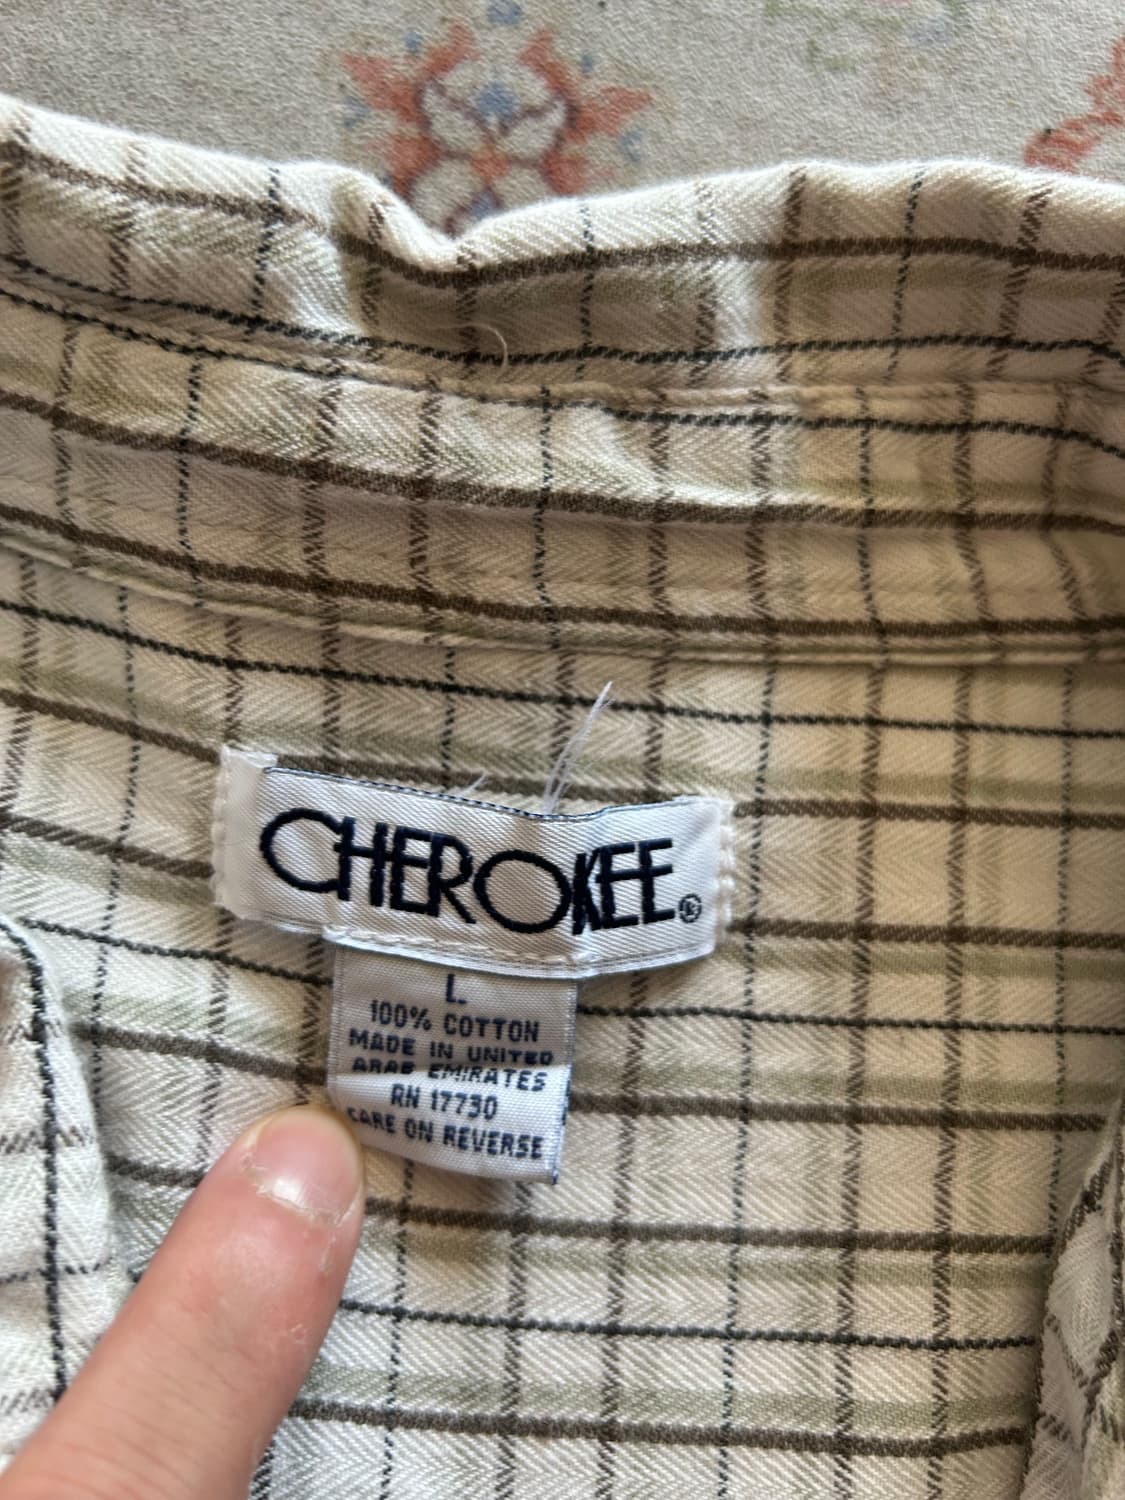 CHEROKEE®
L.
100% COTTON
MADE IN UNITED
ARAB EMIRATES
RN 17730
CARE ON REVERSE